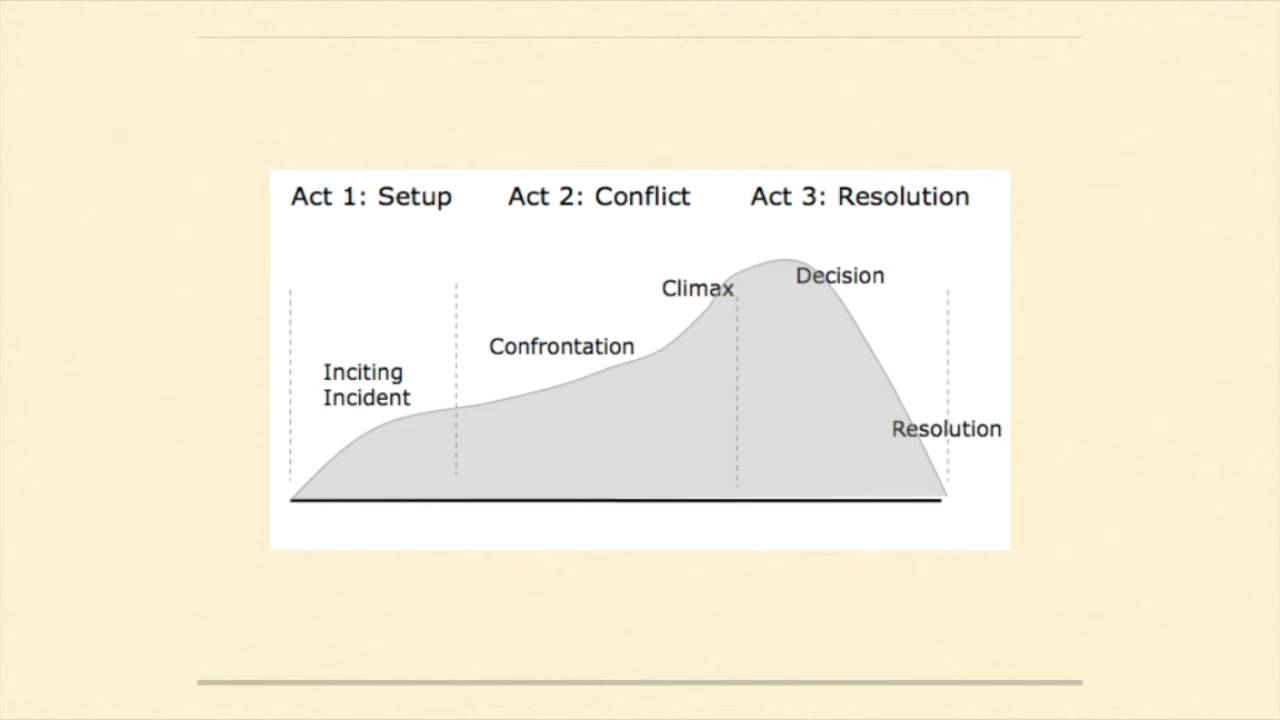 Act 1: Setup
Act 2: Conflict
Act 3: Resolution
Decision
Climax
Confrontation
Inciting
Incident
Resolution